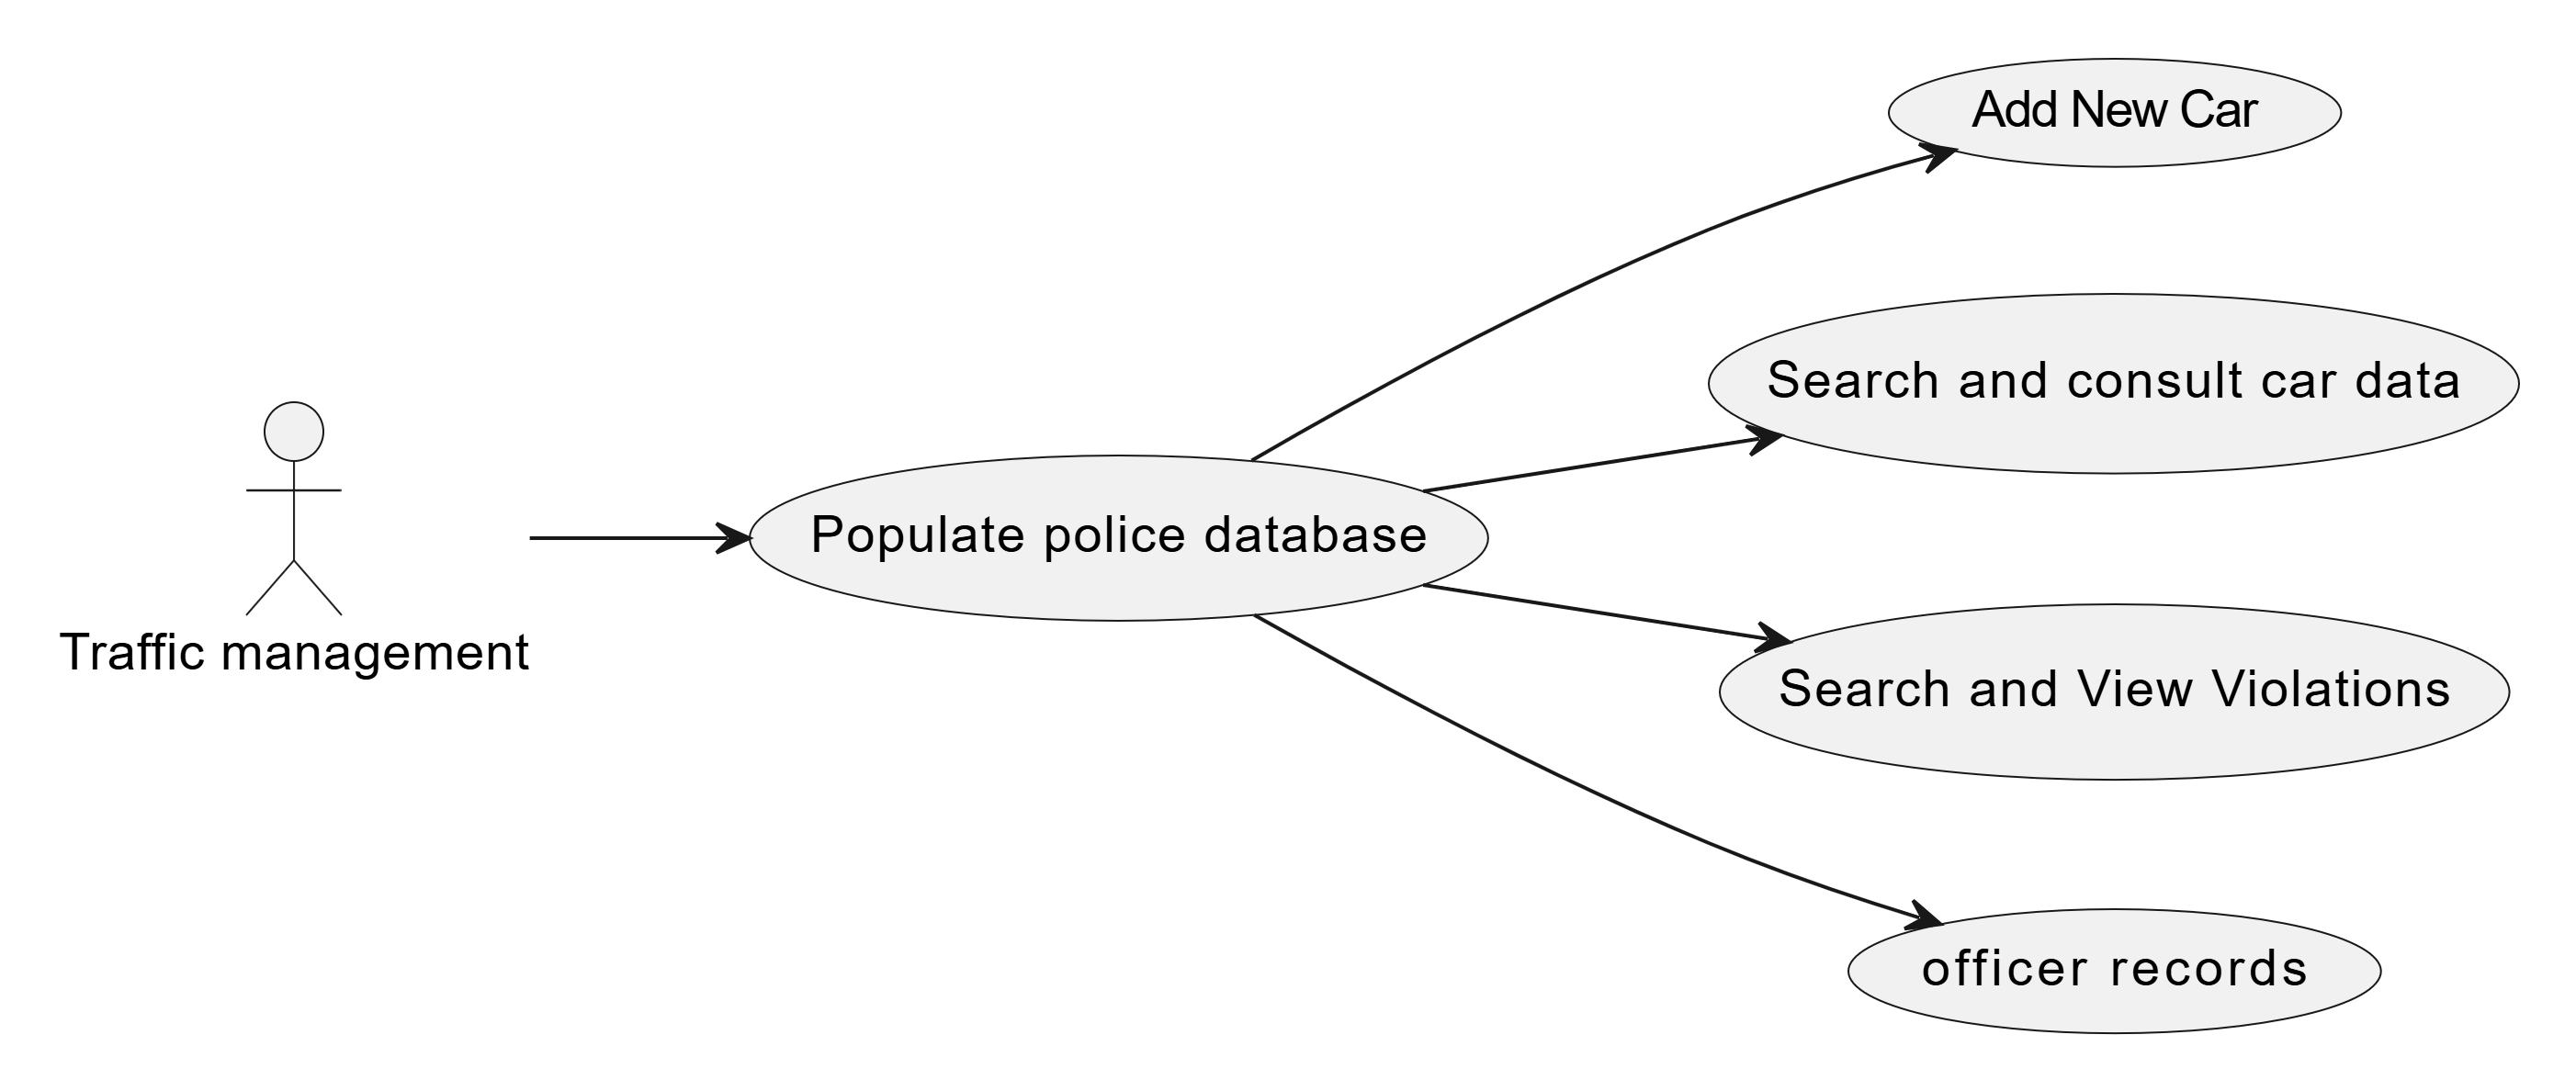 Add New Car
Search and consult car data
Populate police database
Traffic management
Search and View Violations
officer records